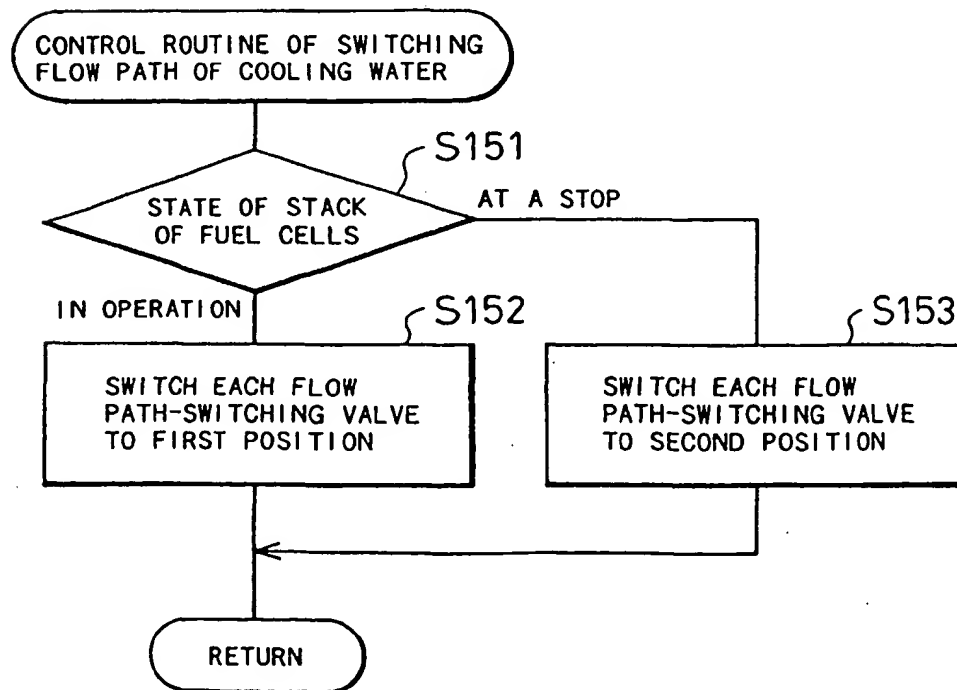 CONTROL ROUTINE OF SWITCHING
FLOW PATH OF COOLING WATER
S151
STATE OF STACK
OF FUEL CELLS
AT A STOP
IN OPERATION
S152
SWITCH EACH FLOW
PATH-SWITCHING VALVE
TO FIRST POSITION
S153
SWITCH EACH FLOW
PATH-SWITCHING VALVE
TO SECOND POSITION
RETURN